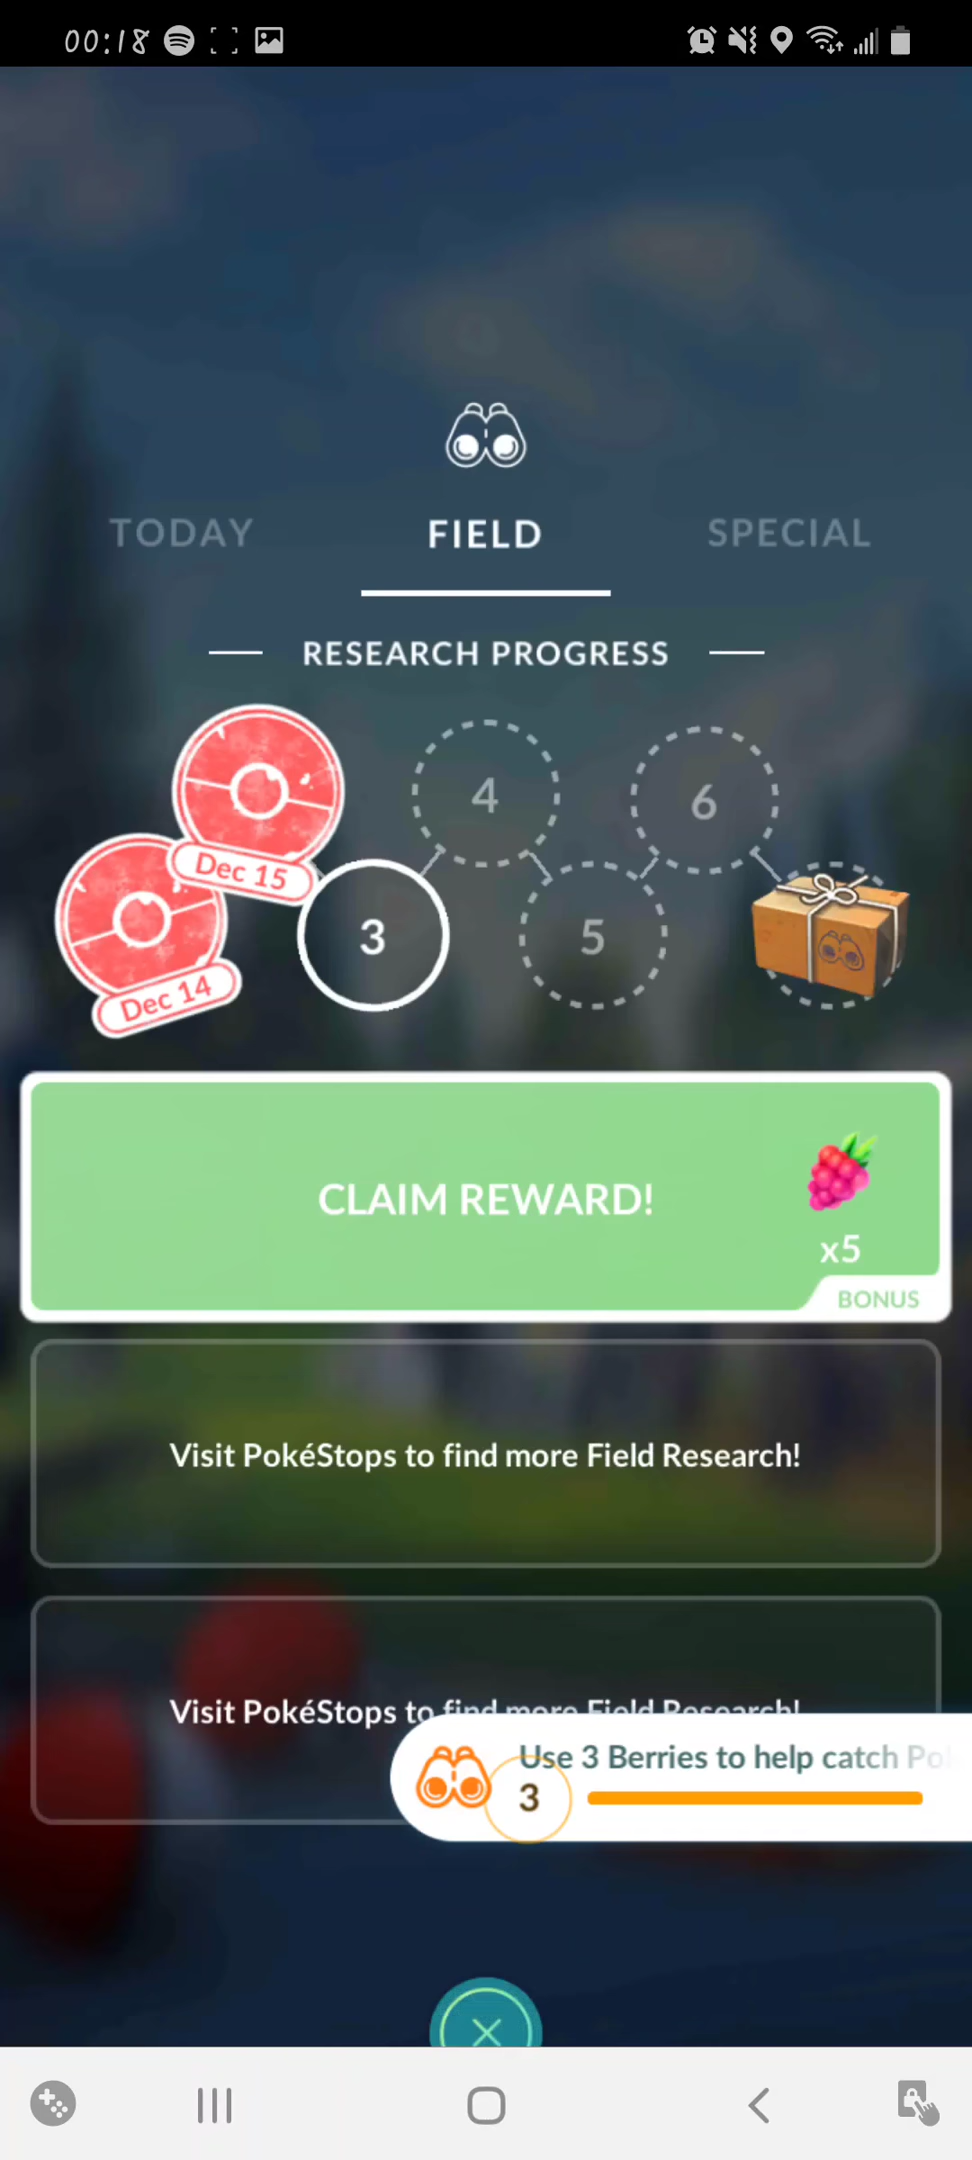 00:18
TODAY
FIELD
SPECIAL
RESEARCH PROGRESS
Dec 15
4
6
Dec 14
3
5
CLAIM REWARD!
x5
BONUS
Visit PokéStops to find more Field Research!
Visit PokéStops to find more Field Research!
Use 3 Berries to help catch Po
3